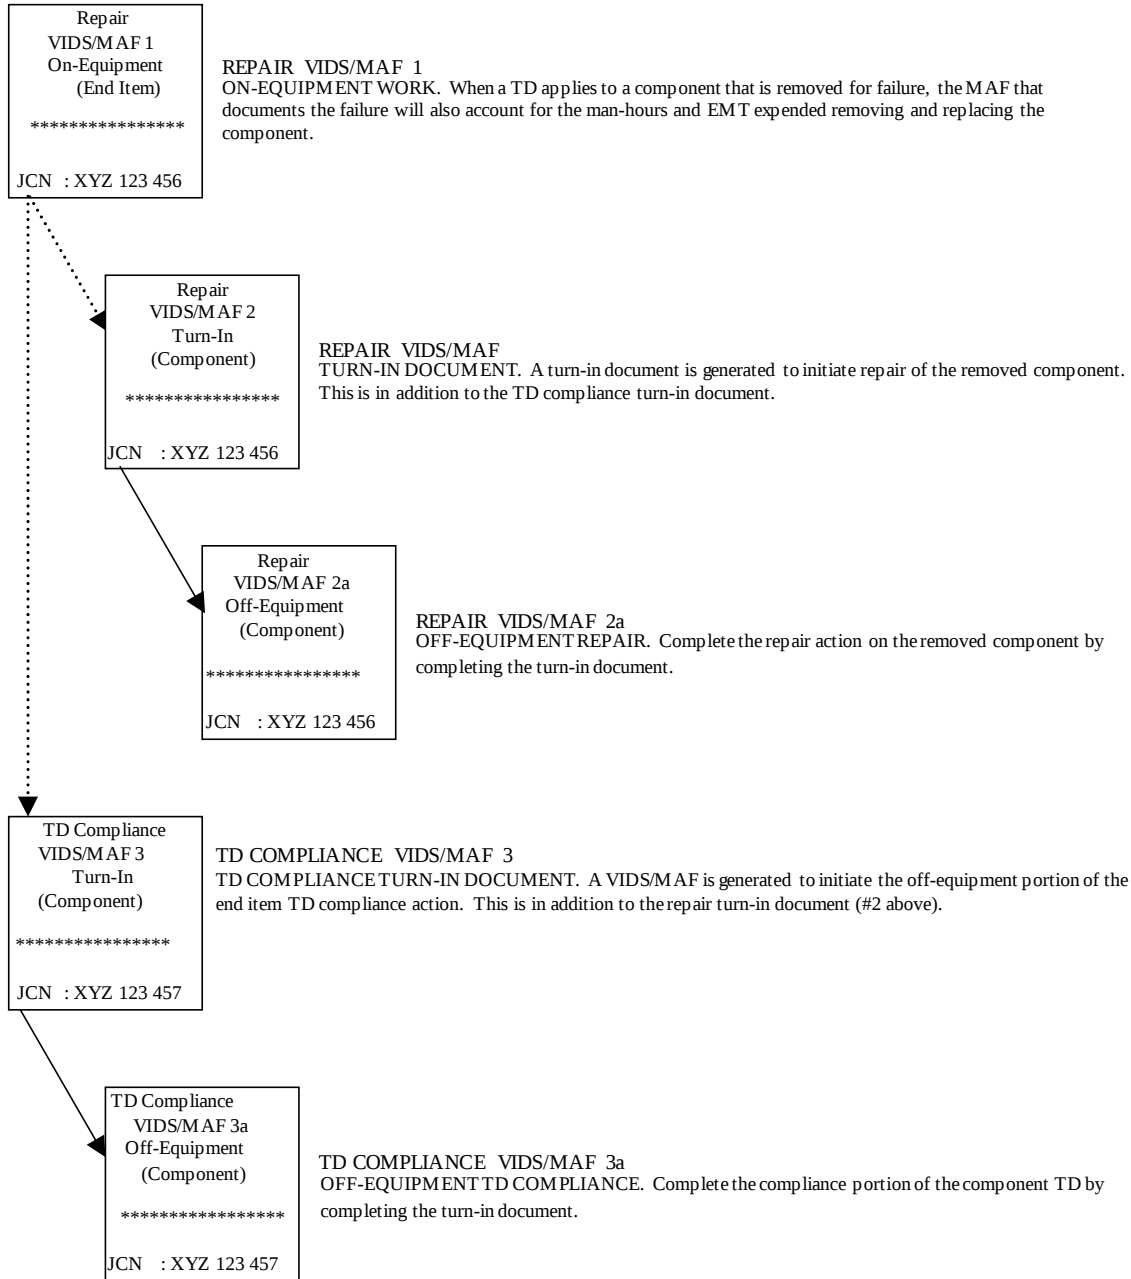 Repair
VIDS/MAF 1
On-Equipment
(End Item)
****************
JCN : XYZ 123 456
REPAIR VIDS/MAF 1
ON-EQUIPMENT WORK. When a TD applies to a component that is removed for failure, the MAF that
documents the failure will also account for the man-hours and EMT expended removing and replacing the
component.
Repair
VIDS/MAF 2
Turn-In
(Component)
****************
JCN : XYZ 123 456
REPAIR VIDS/MAF
TURN-IN DOCUMENT. A turn-in document is generated to initiate repair of the removed component.
This is in addition to the TD compliance turn-in document.
Repair
VIDS/MAF 2a
Off-Equipment
(Component)
****************
JCN : XYZ 123 456
REPAIR VIDS/MAF 2a
OFF-EQUIPMENT REPAIR. Complete the repair action on the removed component by
completing the turn-in document.
TD Compliance
VIDS/MAF 3
Turn-In
(Component)
****************
JCN : XYZ 123 457
TD COMPLIANCE VIDS/MAF 3
TD COMPLIANCE TURN-IN DOCUMENT. A VIDS/MAF is generated to initiate the off-equipment portion of the
end item TD compliance action. This is in addition to the repair turn-in document (#2 above).
TD Compliance
VIDS/MAF 3a
Off-Equipment
(Component)
*****************
JCN : XYZ 123 457
TD COMPLIANCE VIDS/MAF 3a
OFF-EQUIPMENT TD COMPLIANCE. Complete the compliance portion of the component TD by
completing the turn-in document.